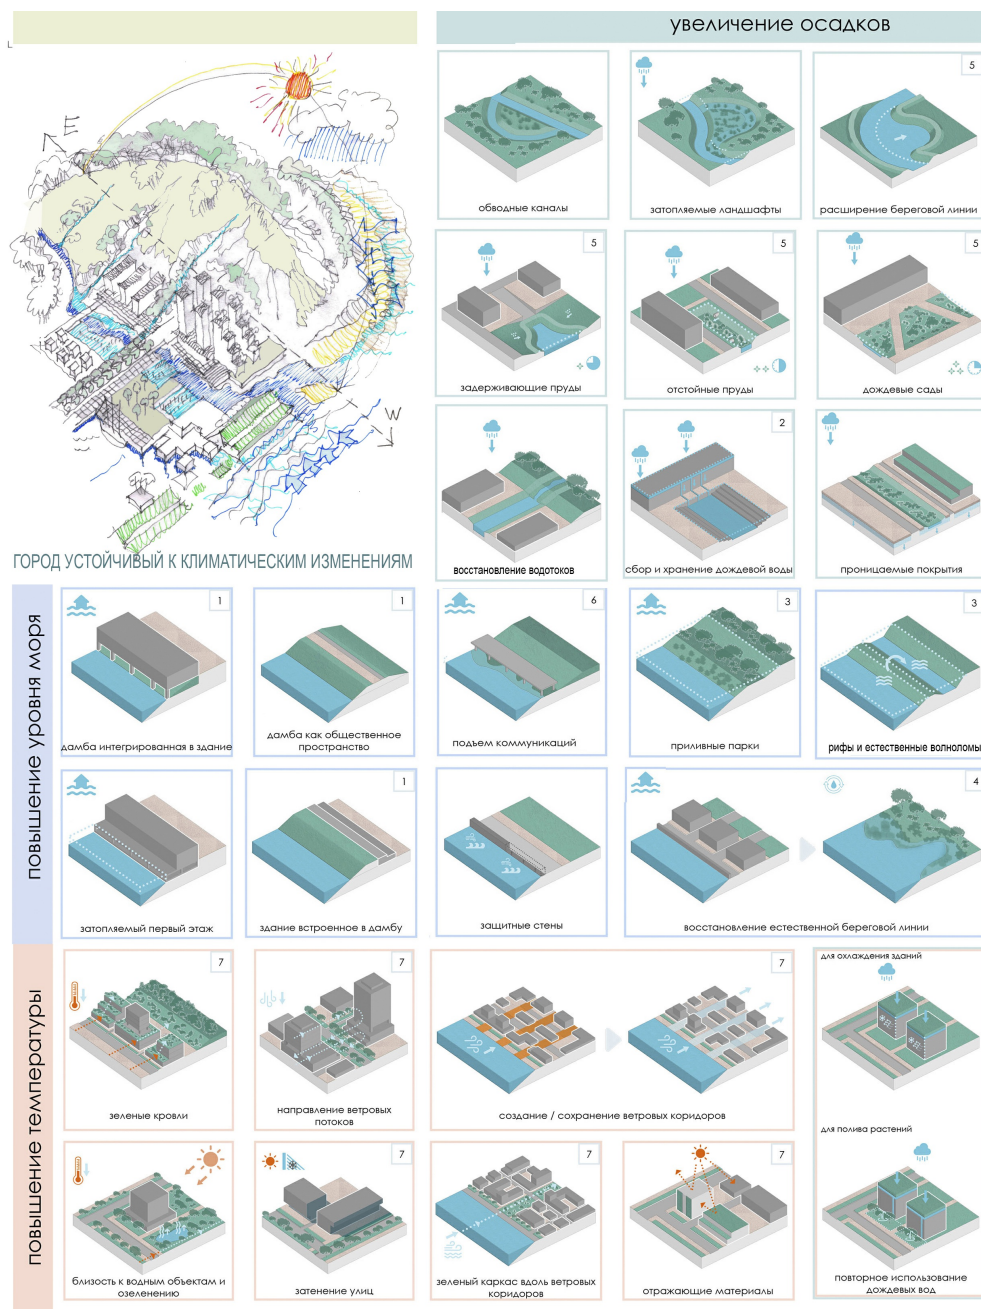 увеличение осадков
E
W
ГОРОД УСТОЙЧИВЫЙ К КЛИМАТИЧЕСКИМ ИЗМЕНЕНИЯМ
обводные каналы
затопляемые ландшафты
5
расширение береговой линии
5
задерживающие пруды
5
отстойные пруды
5
дождевые сады
восстановление водотоков
2
сбор и хранение дождевой воды
проницаемые покрытия
повышение уровня моря
1
дамба интегрированная в здание
1
дамба как общественное
пространство
6
подъем коммуникаций
3
приливные парки
3
рифы и естественные волноломы
затопляемый первый этаж
1
здание встроенное в дамбу
защитные стены
4
восстановление естественной береговой линии
повышение температуры
7
зеленые кровли
7
направление ветровых
потоков
7
создание / сохранение ветровых коридоров
для охлаждения зданий
для полива растений
повторное использование
дождевых вод
близость к водным объектам и
озеленению
7
затенение улиц
7
зеленый каркас вдоль ветровых
коридоров
7
отражающие материалы